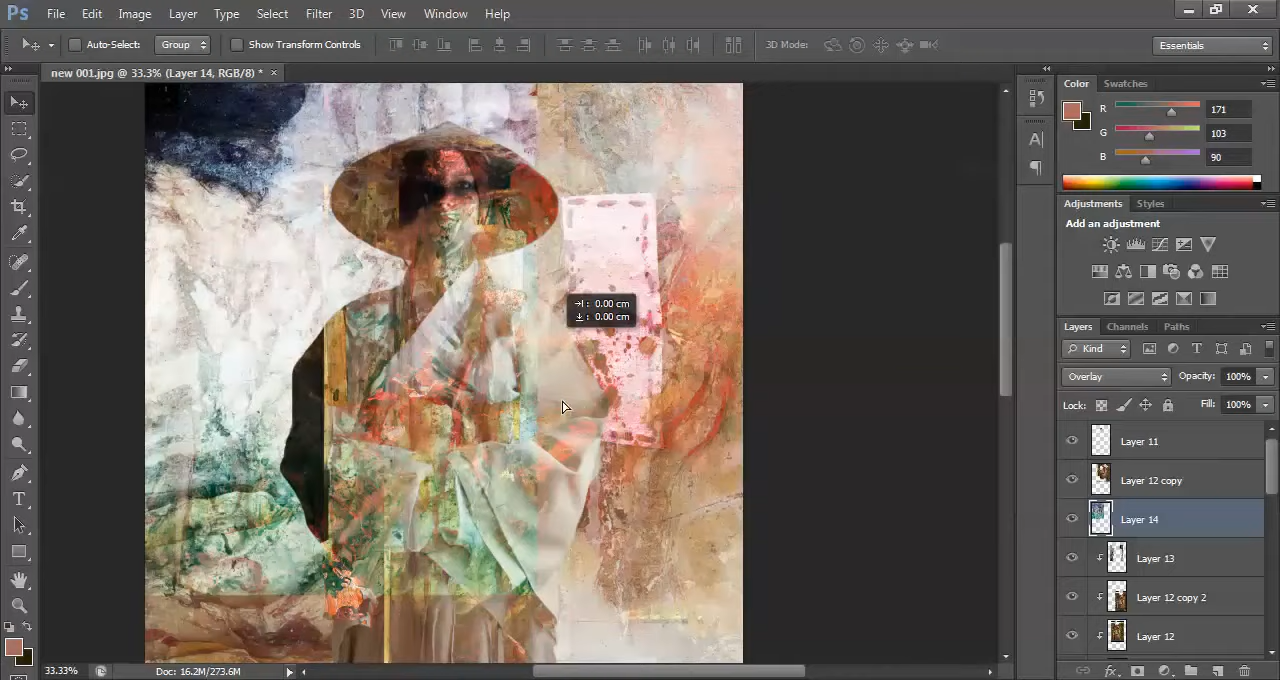 Ps File Edit Image Layer Type Select Filter 3D View Window Help
Auto-Select: Group Show Transform Controls 3D Mode: Essentials
new 001.jpg @ 33.3% (Layer 14, RGB/8) * ×
Color Swatches
R 171
G 103
B 90
Adjustments Styles
Add an adjustment
→I : 0.00 cm
0.00 cm
Layers Channels Paths
Kind T
Overlay Opacity: 100%
Lock: Fill: 100%
Layer 11
Layer 12 copy
Layer 14
Layer 13
Layer 12 copy 2
Layer 12
33.33% Doc: 16.2M/273.6M fx